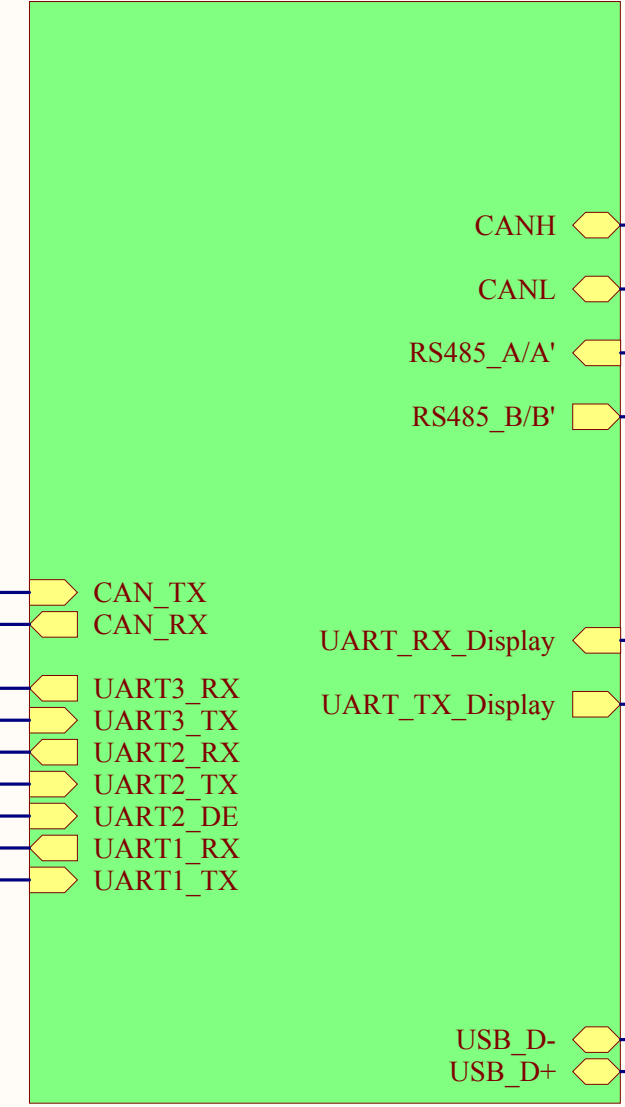 CANH
CANL
RS485_A/A'
RS485_B/B'
CAN_TX
CAN_RX
UART_RX_Display
UART3_RX
UART_TX_Display
UART3_TX
UART2_RX
UART2_TX
UART2_DE
UART1_RX
UART1_TX
USB_D-
USB_D+